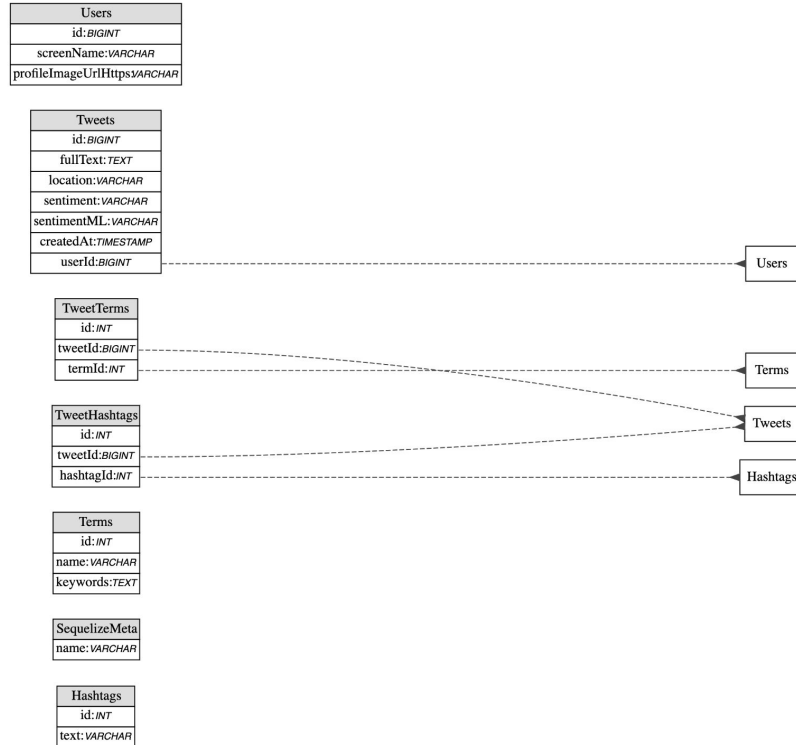 Users
id:BIGINT
screenName:VARCHAR
profileImageUrlHttps:VARCHAR
Tweets
id:BIGINT
fullText:TEXT
location:VARCHAR
sentiment:VARCHAR
sentimentML:VARCHAR
createdAt:TIMESTAMP
userId:BIGINT
Users
TweetTerms
id:INT
tweetId:BIGINT
termId:INT
Terms
TweetHashtags
id:INT
tweetId:BIGINT
hashtagId:INT
Tweets
Hashtags
Terms
id:INT
name:VARCHAR
keywords:TEXT
SequelizeMeta
name:VARCHAR
Hashtags
id:INT
text:VARCHAR